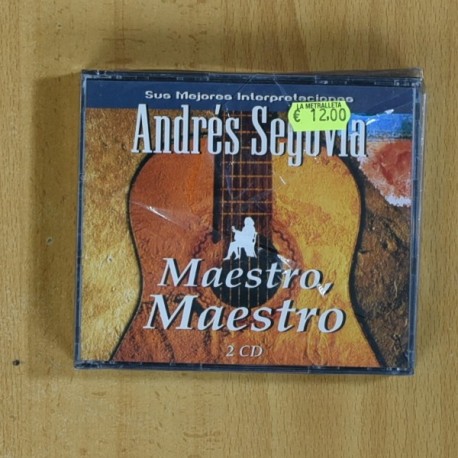 Sus Mejores Interpretaciones
LA METRALLETA
€ 12.00
Andrés Segovia
Maestro,
Maestro
2 CD